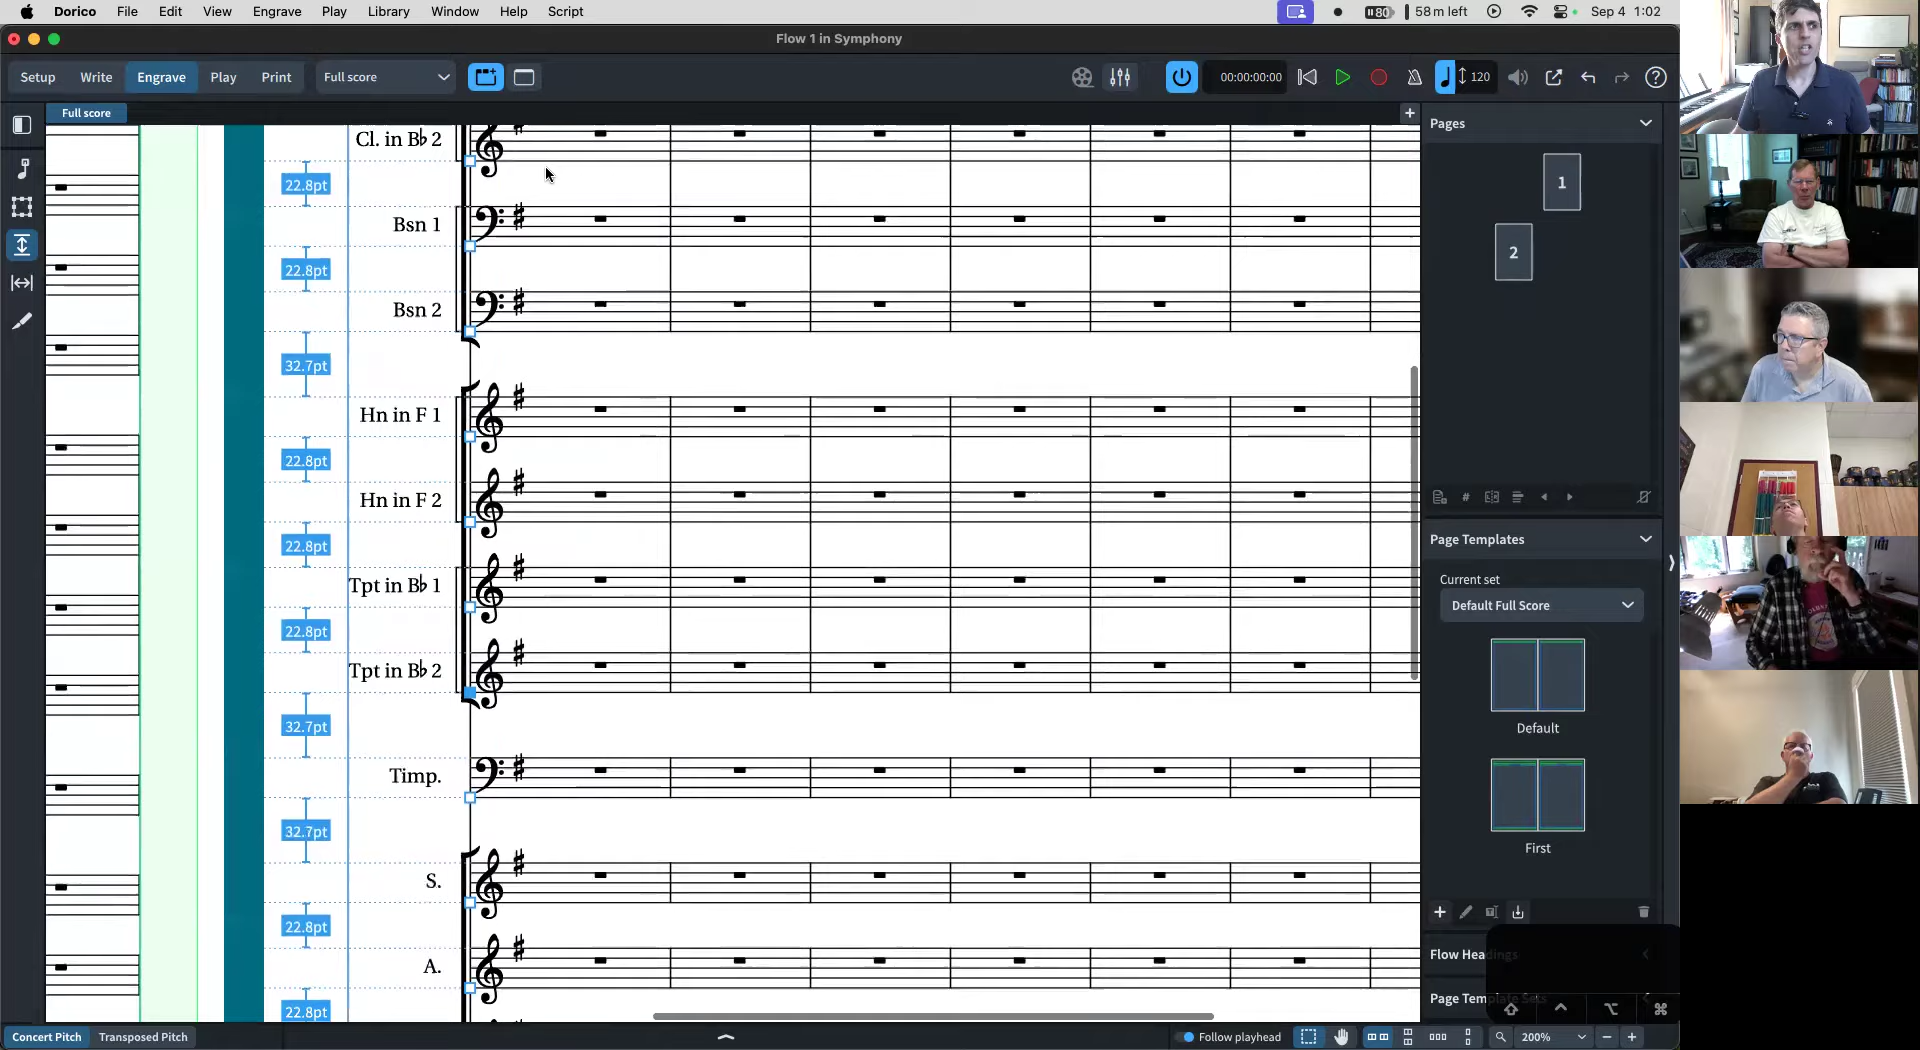 Dorico File Edit View Engrave Play Library Window Help Script 80 58 m left Sep 4 1:02
Flow 1 in Symphony
Setup Write Engrave Play Print Full score 00:00:00:00 120
Full score
Cl. in B♭ 2
22.8pt
Bsn 1
22.8pt
Bsn 2
32.7pt
Hn in F 1
22.8pt
Hn in F 2
22.8pt
Tpt in B♭ 1
22.8pt
Tpt in B♭ 2
32.7pt
Timp.
32.7pt
S.
22.8pt
A.
22.8pt
Pages
1
2
Page Templates
Current set
Default Full Score
Default
First
Flow Headings
Page Template Sets
Concert Pitch Transposed Pitch Follow playhead 200%